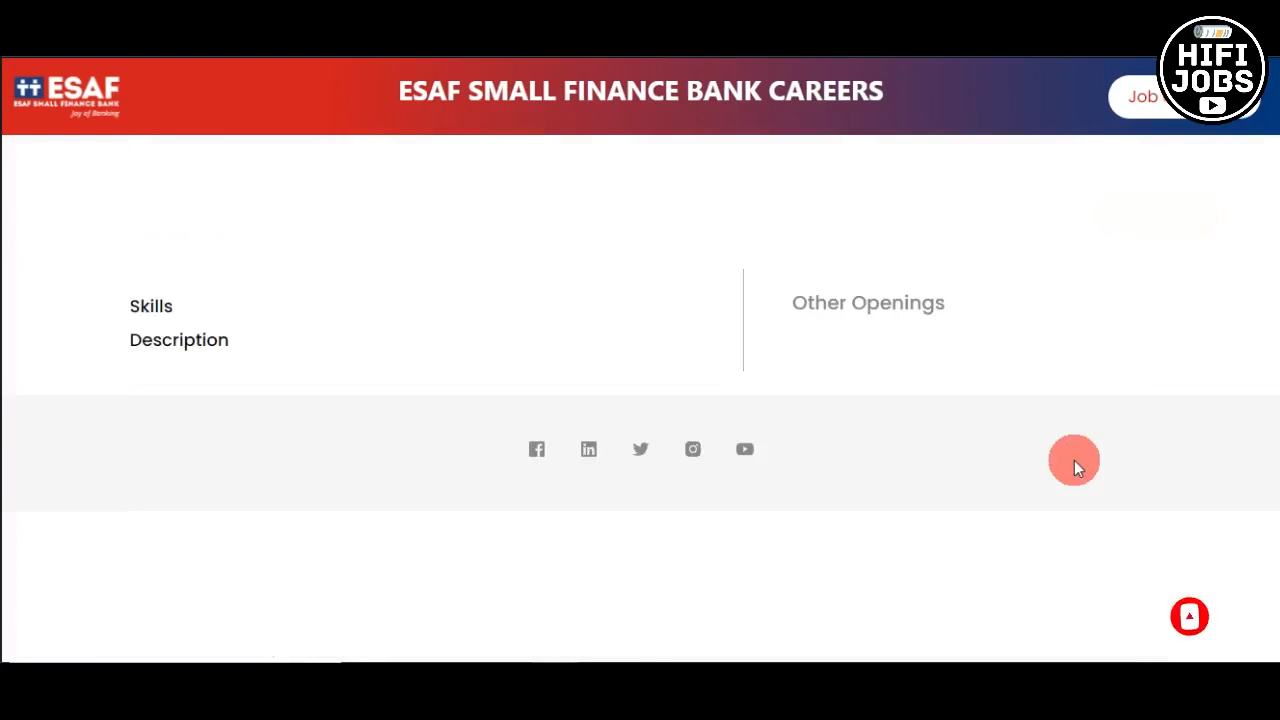 ESAF
ESAF SMALL FINANCE BANK
Joy of Banking
ESAF SMALL FINANCE BANK CAREERS
Job
HIFI
JOBS
Skills
Description
Other Openings